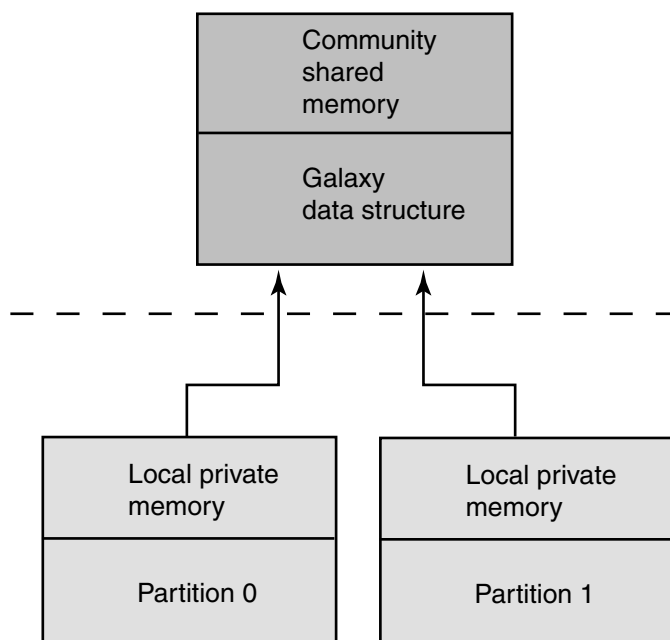 Community
shared
memory
Galaxy
data structure
Local private
memory
Partition 0
Local private
memory
Partition 1